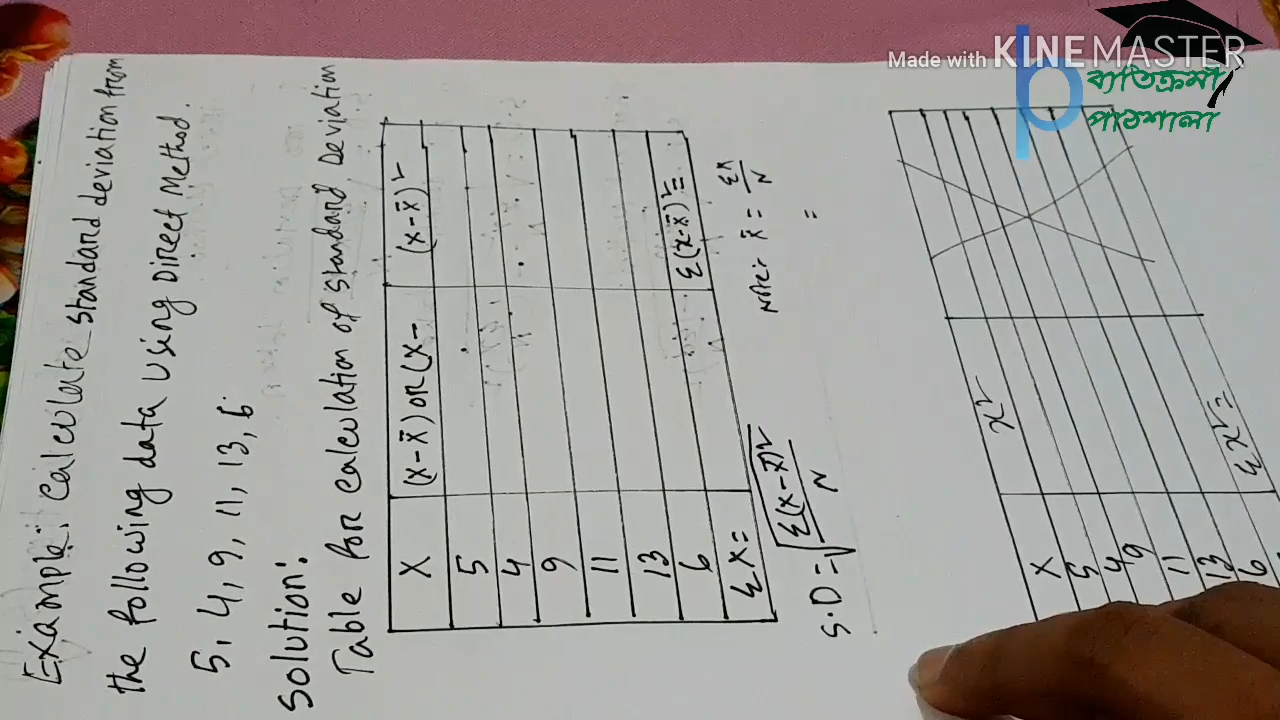 Example: Calculate standard deviation from
the following data using Direct Method.
5, 4, 9, 11, 13, 6.
Solution:
Table for calculation of standard Deviation
X (x-x̄) OR (X- (x-x̄)²
5
4
9
11
13
6
ΣX= Σ(x-x̄)²=
S.D=√Σ(x-x̄)²/N
Note:- x̄ = ΣX/N
=
X x²
5
4
9
11
13
6
Σx²=
Made with KINEMASTER
ব্যতিক্রমী
পাঠশালা